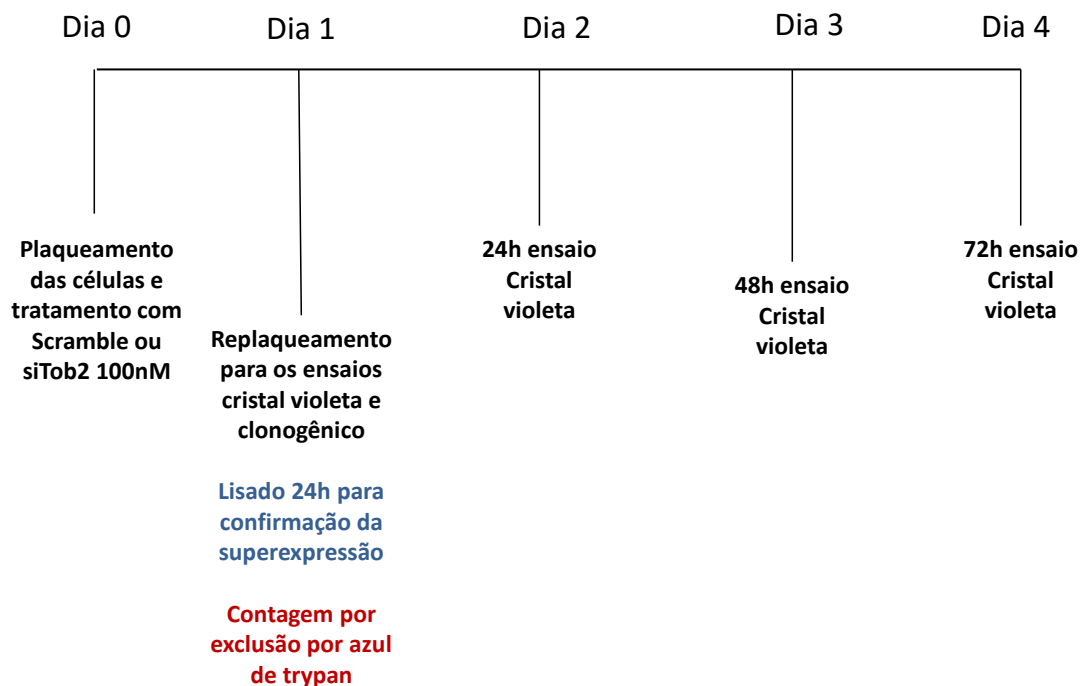 Dia 0
Dia 1
Dia 2
Dia 3
Dia 4
Plaqueamento
das células e
tratamento com
Scramble ou
siTob2 100nM
Replaqueamento
para os ensaios
cristal violeta e
clonogênico
Lisado 24h para
confirmação da
superexpressão
Contagem por
exclusão por azul
de trypan
24h ensaio
Cristal
violeta
48h ensaio
Cristal
violeta
72h ensaio
Cristal
violeta